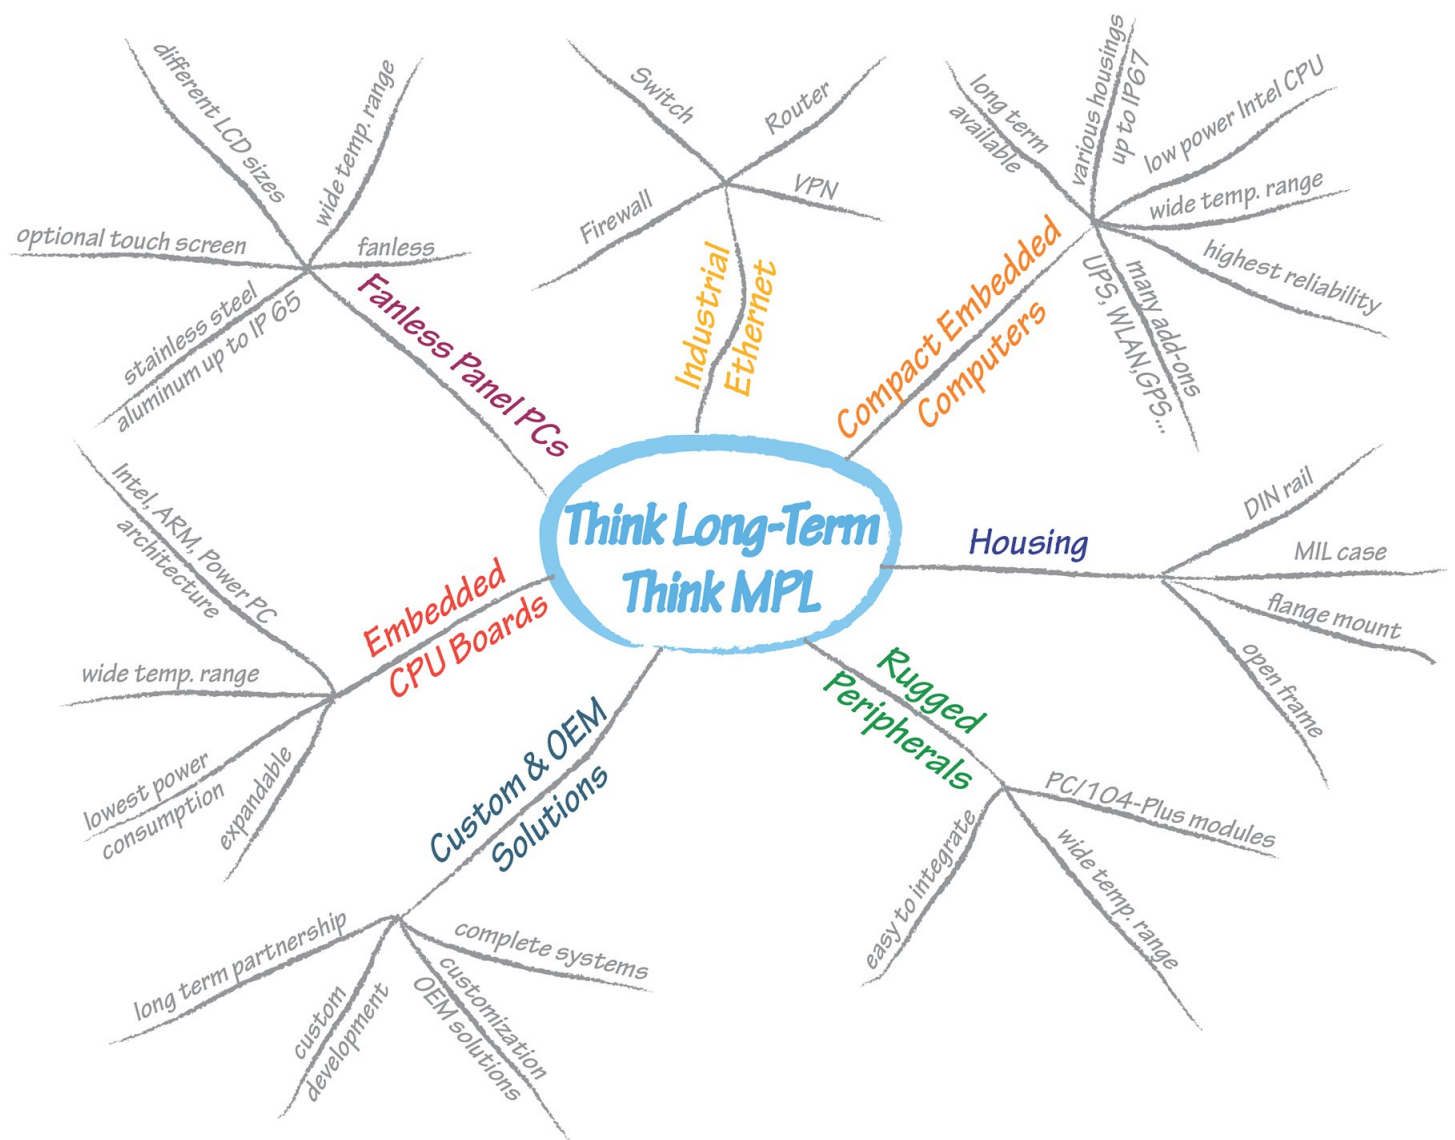 Think Long-Term
Think MPL
Fanless Panel PCs
different LCD sizes
wide temp. range
optional touch screen
fanless
stainless steel
aluminum up to IP 65
Industrial
Ethernet
Switch
Router
Firewall
VPN
Compact Embedded
Computers
long term
available
various housings
up to IP67
low power Intel CPU
wide temp. range
highest reliability
many add-ons
UPS, WLAN,GPS...
Housing
DIN rail
MIL case
flange mount
open frame
Rugged
Peripherals
PC/104-Plus modules
wide temp. range
easy to integrate
Custom & OEM
Solutions
long term partnership
custom
development
customization
OEM solutions
complete systems
Embedded
CPU Boards
Intel, ARM, Power PC
architecture
wide temp. range
lowest power
consumption
expandable